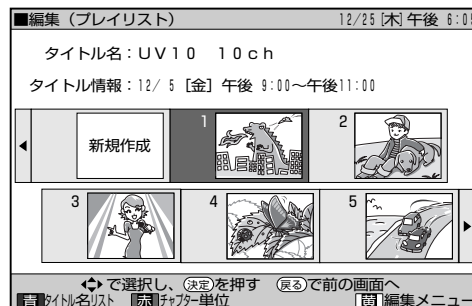 ■編集（プレイリスト） 12/25[木]午後 6:05
タイトル名：UV10 10ch
タイトル情報：12/ 5 [金] 午後 9:00〜午後11:00
新規作成 1 2
3 4 5
で選択し、決定を押す 戻るで前の画面へ
青 タイトル名リスト 赤 チャプター単位 黄 編集メニュー